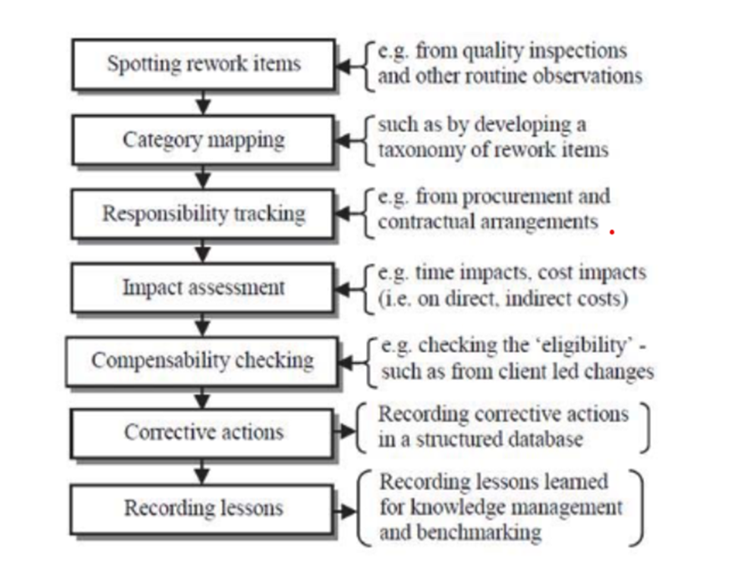 Spotting rework items
e.g. from quality inspections
and other routine observations
Category mapping
such as by developing a
taxonomy of rework items
Responsibility tracking
e.g. from procurement and
contractual arrangements
Impact assessment
e.g. time impacts, cost impacts
(i.e. on direct, indirect costs)
Compensability checking
e.g. checking the ‘eligibility’ -
such as from client led changes
Corrective actions
Recording corrective actions
in a structured database
Recording lessons
Recording lessons learned
for knowledge management
and benchmarking